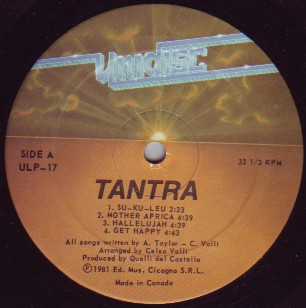 unidisc
SIDE A
ULP-17
33 1/3 RPM
TANTRA
1. SU-KU-LEU 2:33
2. MOTHER AFRICA 4:39
3. HALLELUJAH 4:39
4. GET HAPPY 4:43
All songs written by A. Taylor - C. Valli
Arranged by Celso Valli
Produced by Quelli del Castello
© 1981 Ed. Mus. Cicogna S.R.L.
Made in Canada